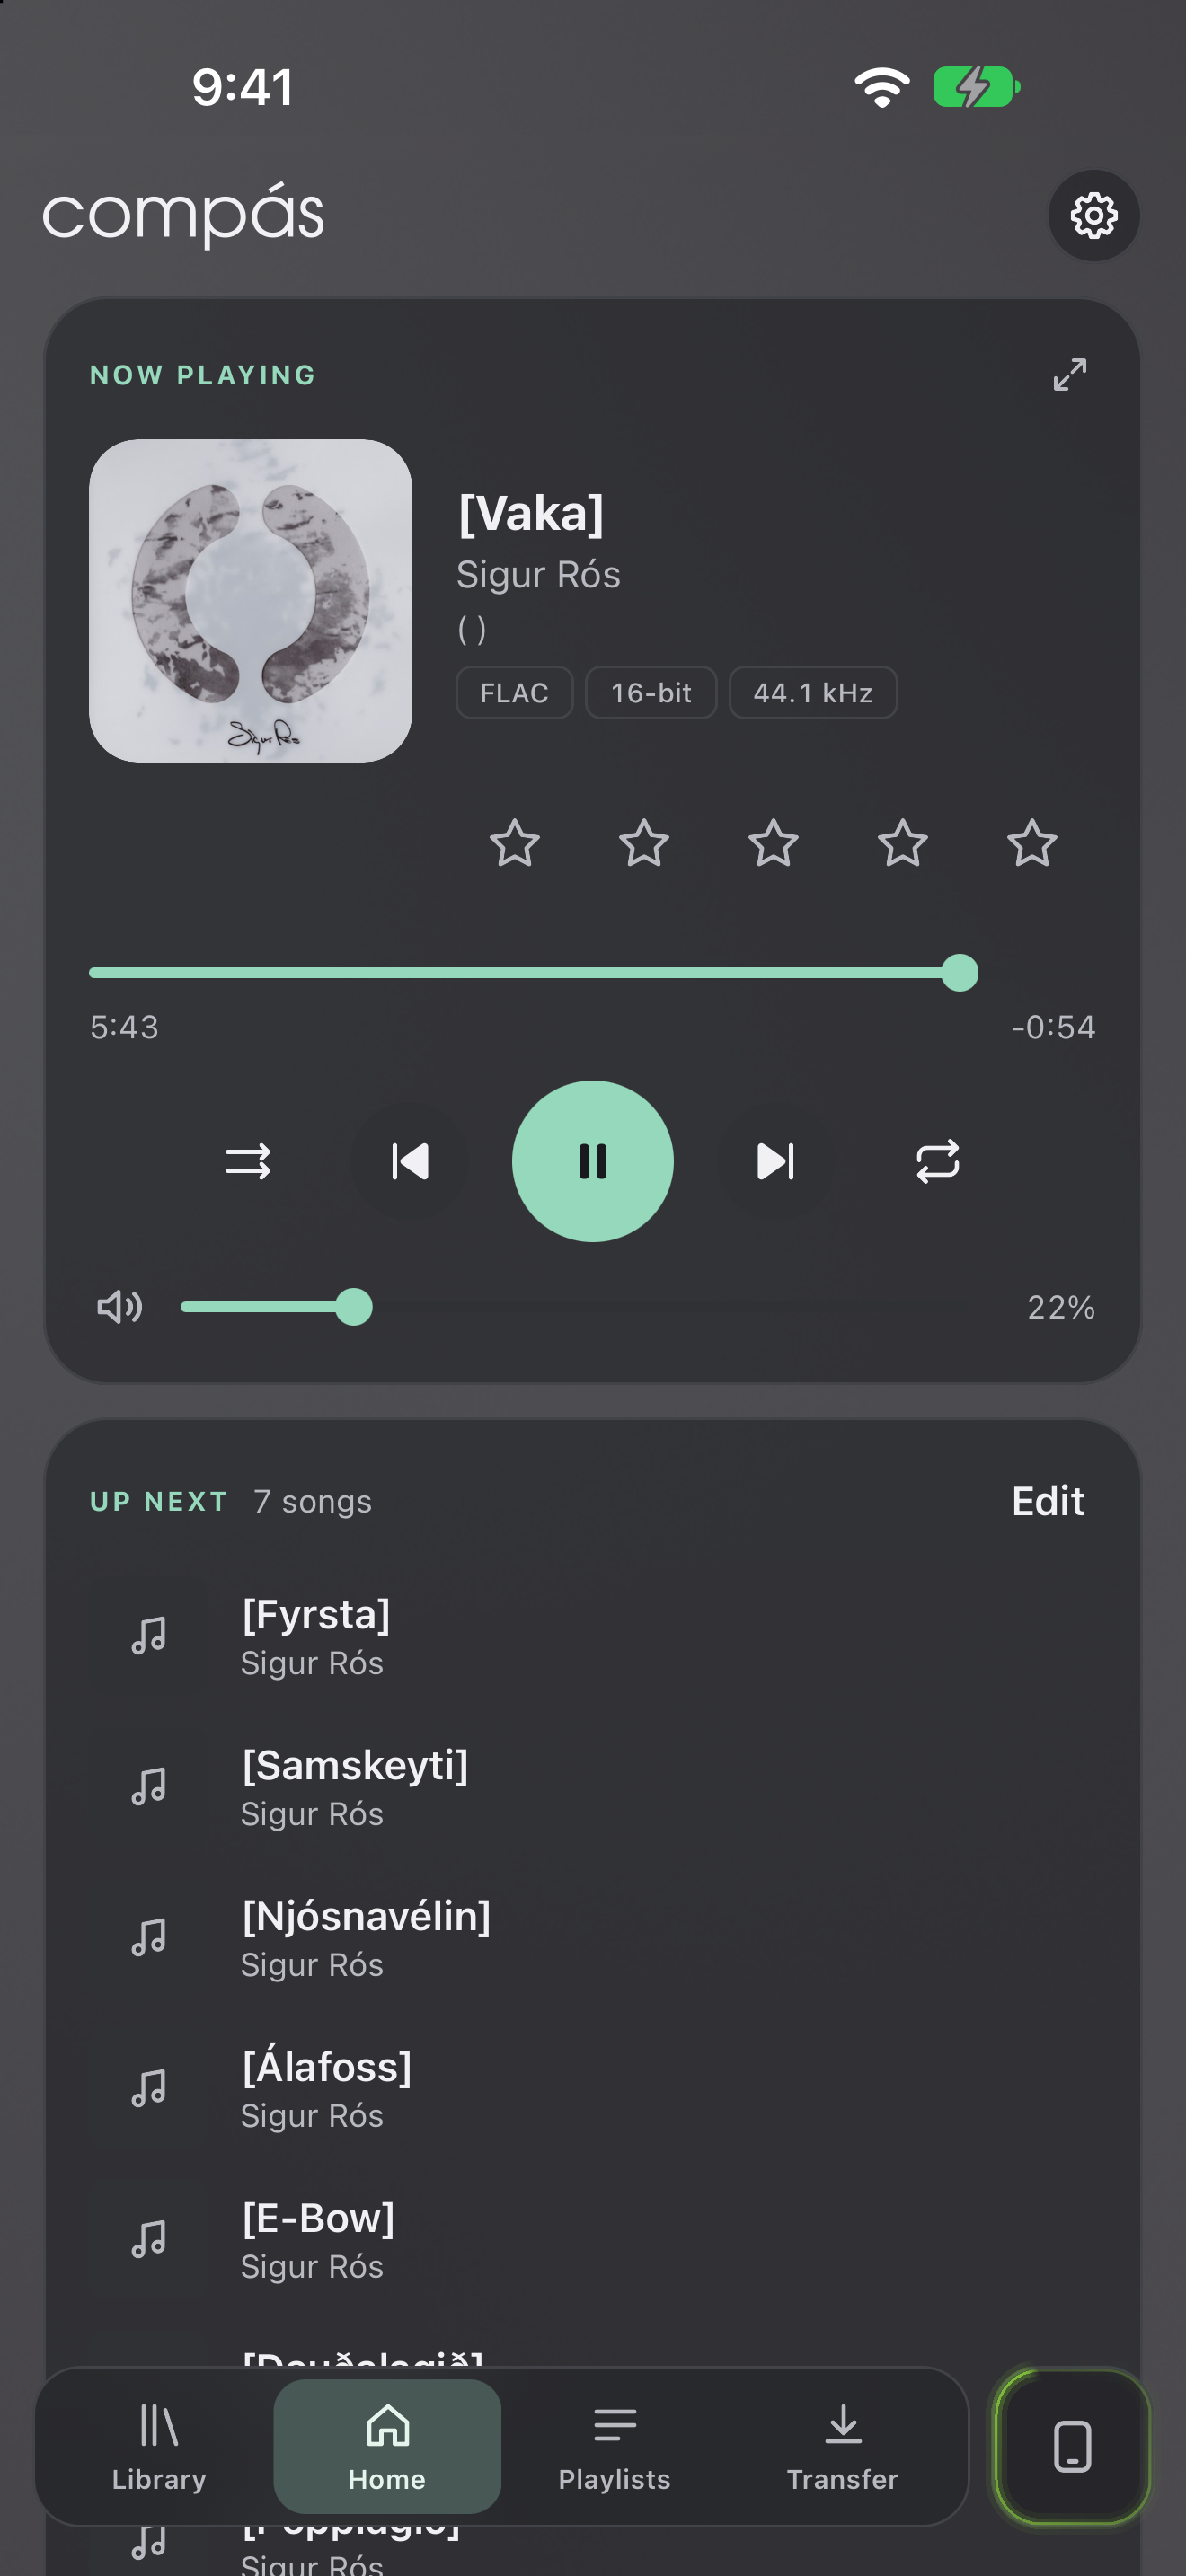 9:41
compás
NOW PLAYING
[Vaka]
Sigur Rós
( )
FLAC 16-bit 44.1 kHz
Sigur Rós
5:43 -0:54
22%
UP NEXT 7 songs Edit
[Fyrsta]
Sigur Rós
[Samskeyti]
Sigur Rós
[Njósnavélin]
Sigur Rós
[Álafoss]
Sigur Rós
[E-Bow]
Sigur Rós
Library Home Playlists Transfer
Sigur Rós